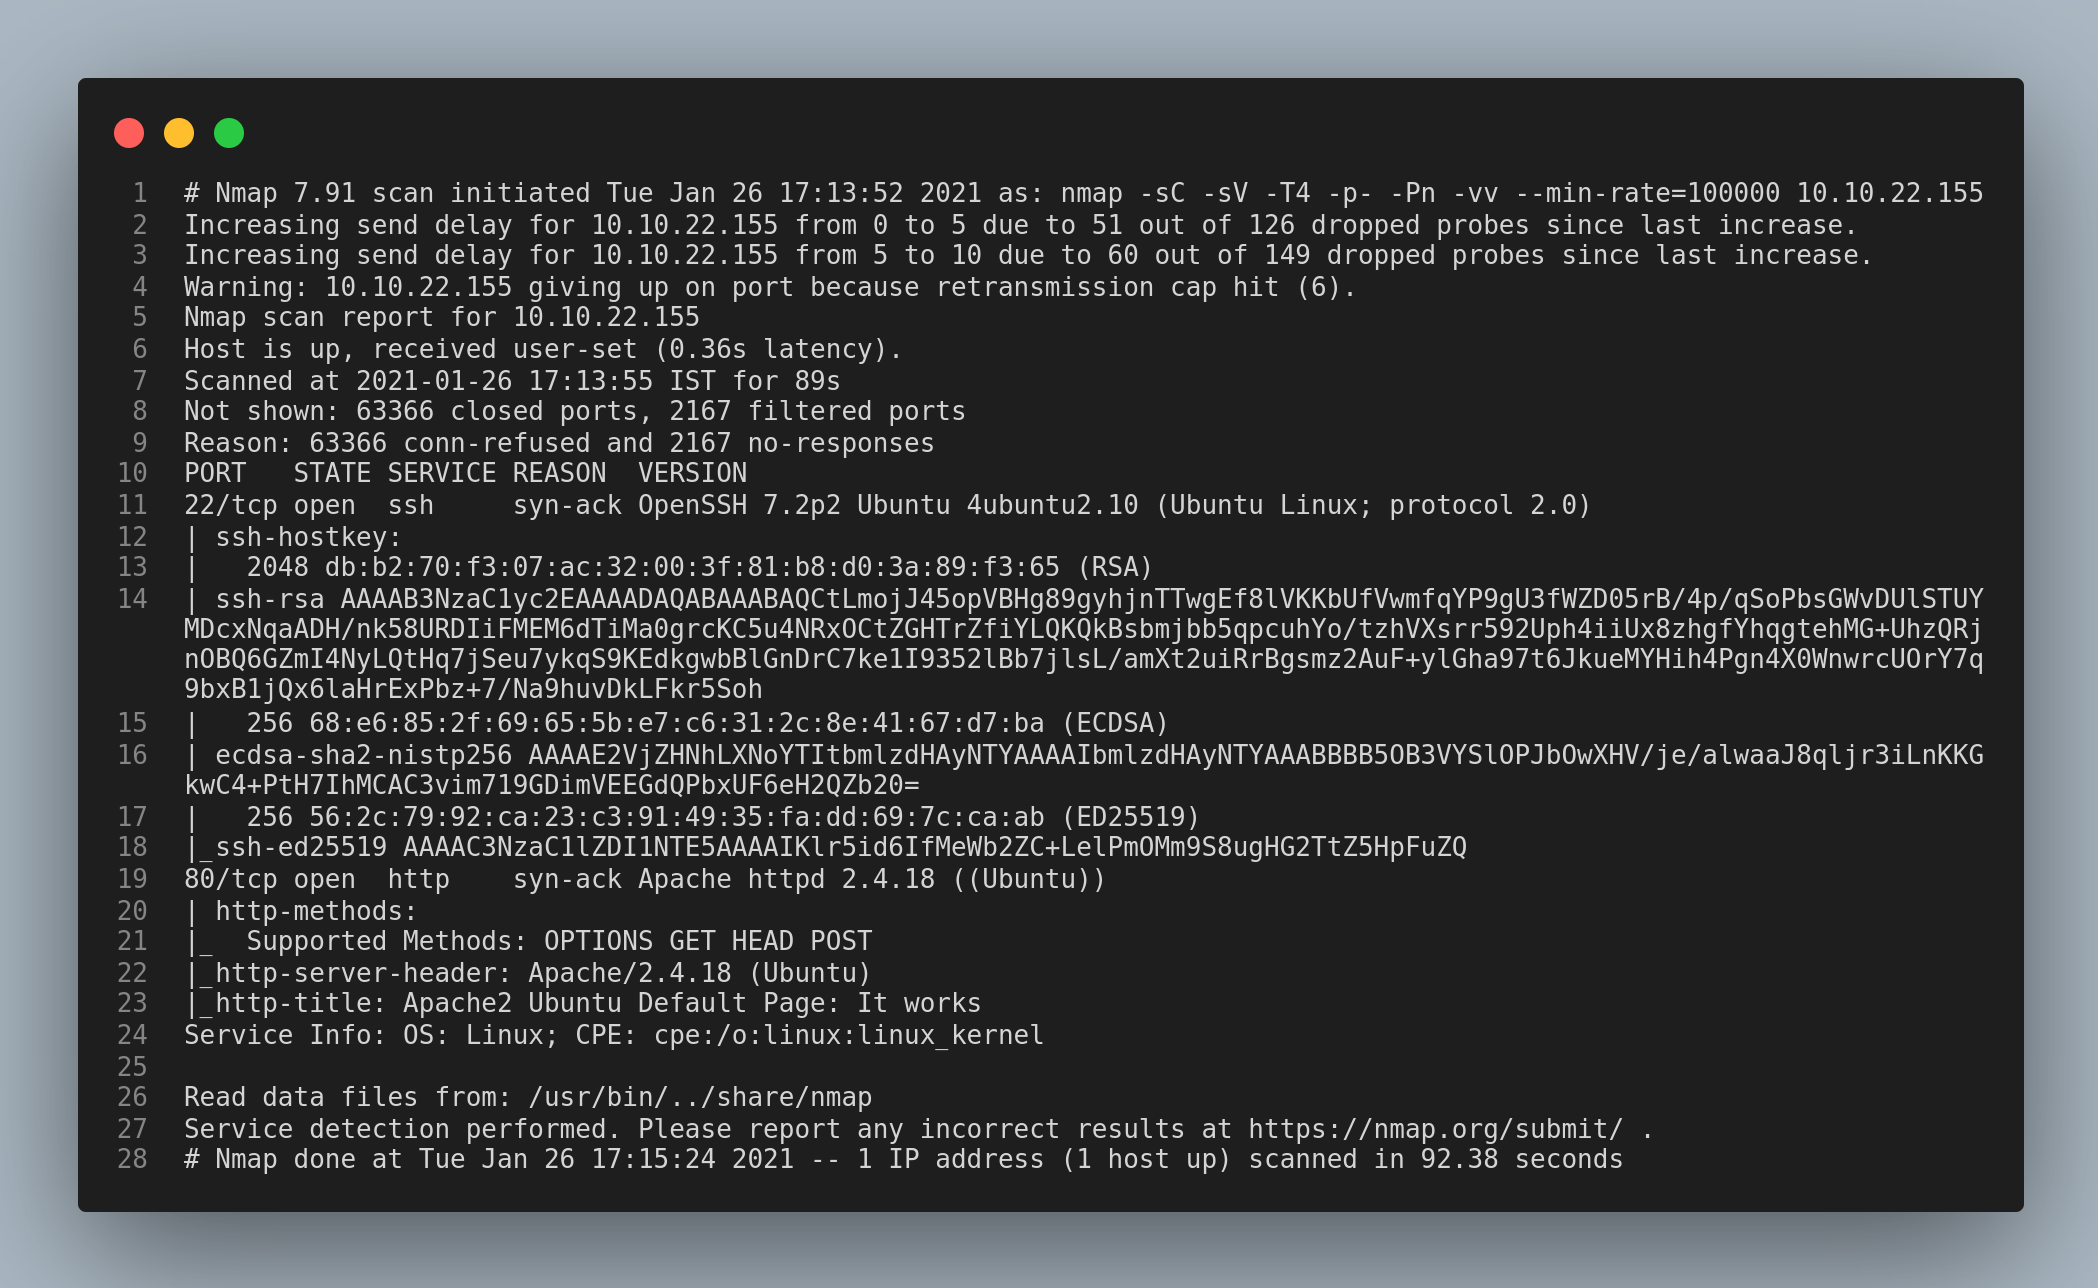 1 # Nmap 7.91 scan initiated Tue Jan 26 17:13:52 2021 as: nmap -sC -sV -T4 -p- -Pn -vv --min-rate=100000 10.10.22.155
2 Increasing send delay for 10.10.22.155 from 0 to 5 due to 51 out of 126 dropped probes since last increase.
3 Increasing send delay for 10.10.22.155 from 5 to 10 due to 60 out of 149 dropped probes since last increase.
4 Warning: 10.10.22.155 giving up on port because retransmission cap hit (6).
5 Nmap scan report for 10.10.22.155
6 Host is up, received user-set (0.36s latency).
7 Scanned at 2021-01-26 17:13:55 IST for 89s
8 Not shown: 63366 closed ports, 2167 filtered ports
9 Reason: 63366 conn-refused and 2167 no-responses
10 PORT   STATE SERVICE REASON  VERSION
11 22/tcp open  ssh     syn-ack OpenSSH 7.2p2 Ubuntu 4ubuntu2.10 (Ubuntu Linux; protocol 2.0)
12 | ssh-hostkey:
13 |   2048 db:b2:70:f3:07:ac:32:00:3f:81:b8:d0:3a:89:f3:65 (RSA)
14 | ssh-rsa AAAAB3NzaC1yc2EAAAADAQABAAABAQCtLmojJ45opVBHg89gyhjnTTwgEf8lVKKbUfVwmfqYP9gU3fWZD05rB/4p/qSoPbsGWvDUlSTUY
MDcxNqaADH/nk58URDIiFMEM6dTiMa0grcKC5u4NRxOCtZGHTrZfiYLQKQkBsbmjbb5qpcuhYo/tzhVXsrr592Uph4iiUx8zhgfYhqgtehMG+UhzQRj
nOBQ6GZmI4NyLQtHq7jSeu7ykqS9KEdkgwbBlGnDrC7ke1I9352lBb7jlsL/amXt2uiRrBgsmz2AuF+ylGha97t6JkueMYHih4Pgn4X0WnwrcUOrY7q
9bxB1jQx6laHrExPbz+7/Na9huvDkLFkr5Soh
15 |   256 68:e6:85:2f:69:65:5b:e7:c6:31:2c:8e:41:67:d7:ba (ECDSA)
16 | ecdsa-sha2-nistp256 AAAAE2VjZHNhLXNoYTItbmlzdHAyNTYAAAAIbmlzdHAyNTYAAABBBB5OB3VYSlOPJbOwXHV/je/alwaaJ8qljr3iLnKKG
kwC4+PtH7IhMCAC3vim719GDimVEEGdQPbxUF6eH2QZb20=
17 |   256 56:2c:79:92:ca:23:c3:91:49:35:fa:dd:69:7c:ca:ab (ED25519)
18 |_ssh-ed25519 AAAAC3NzaC1lZDI1NTE5AAAAIKlr5id6IfMeWb2ZC+LelPmOMm9S8ugHG2TtZ5HpFuZQ
19 80/tcp open  http    syn-ack Apache httpd 2.4.18 ((Ubuntu))
20 | http-methods:
21 |_  Supported Methods: OPTIONS GET HEAD POST
22 |_http-server-header: Apache/2.4.18 (Ubuntu)
23 |_http-title: Apache2 Ubuntu Default Page: It works
24 Service Info: OS: Linux; CPE: cpe:/o:linux:linux_kernel
25
26 Read data files from: /usr/bin/../share/nmap
27 Service detection performed. Please report any incorrect results at https://nmap.org/submit/ .
28 # Nmap done at Tue Jan 26 17:15:24 2021 -- 1 IP address (1 host up) scanned in 92.38 seconds